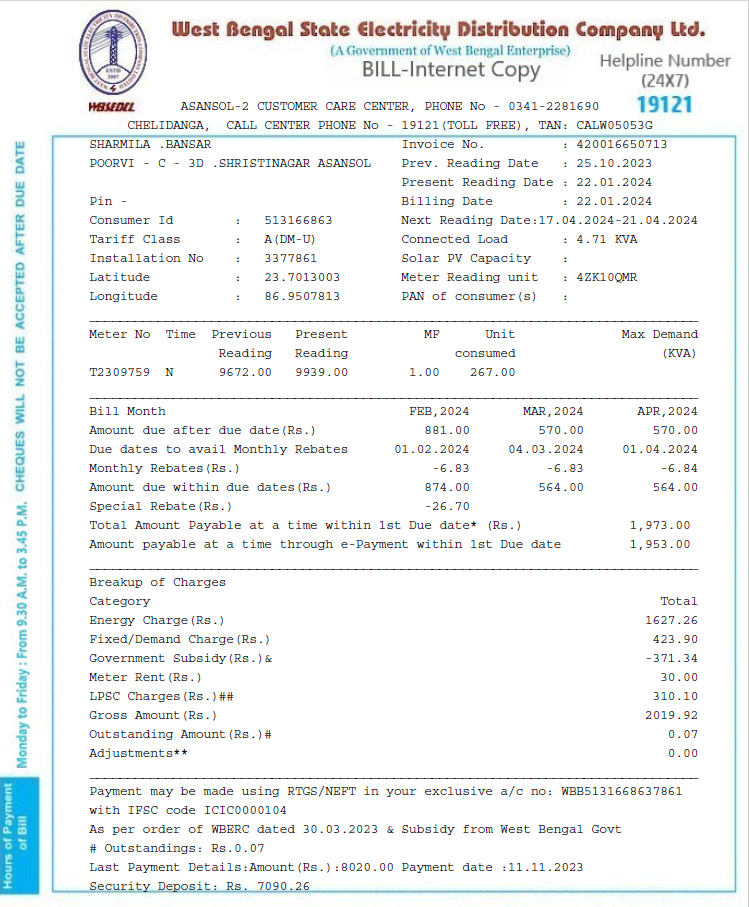 West Bengal State Electricity Distribution Company Ltd.
(A Government of West Bengal Enterprise)
BILL-Internet Copy
Helpline Number
(24X7)
19121
WBSEDCL
ASANSOL-2 CUSTOMER CARE CENTER, PHONE No - 0341-2281690
CHELIDANGA, CALL CENTER PHONE No - 19121(TOLL FREE), TAN: CALW05053G
SHARMILA .BANSAR Invoice No. : 420016650713
POORVI - C - 3D .SHRISTINAGAR ASANSOL Prev. Reading Date : 25.10.2023
Present Reading Date : 22.01.2024
Pin - Billing Date : 22.01.2024
Consumer Id : 513166863 Next Reading Date:17.04.2024-21.04.2024
Tariff Class : A(DM-U) Connected Load : 4.71 KVA
Installation No : 3377861 Solar PV Capacity :
Latitude : 23.7013003 Meter Reading unit : 4ZK10QMR
Longitude : 86.9507813 PAN of consumer(s) :
Meter No Time Previous Present MF Unit Max Demand
Reading Reading consumed (KVA)
T2309759 N 9672.00 9939.00 1.00 267.00
Bill Month FEB,2024 MAR,2024 APR,2024
Amount due after due date(Rs.) 881.00 570.00 570.00
Due dates to avail Monthly Rebates 01.02.2024 04.03.2024 01.04.2024
Monthly Rebates(Rs.) -6.83 -6.83 -6.84
Amount due within due dates(Rs.) 874.00 564.00 564.00
Special Rebate(Rs.) -26.70
Total Amount Payable at a time within 1st Due date* (Rs.) 1,973.00
Amount payable at a time through e-Payment within 1st Due date 1,953.00
Breakup of Charges
Category Total
Energy Charge(Rs.) 1627.26
Fixed/Demand Charge(Rs.) 423.90
Government Subsidy(Rs.)& -371.34
Meter Rent(Rs.) 30.00
LPSC Charges(Rs.)## 310.10
Gross Amount(Rs.) 2019.92
Outstanding Amount(Rs.)# 0.07
Adjustments** 0.00
Payment may be made using RTGS/NEFT in your exclusive a/c no: WBB5131668637861
with IFSC code ICIC0000104
As per order of WBERC dated 30.03.2023 & Subsidy from West Bengal Govt
# Outstandings: Rs.0.07
Last Payment Details:Amount(Rs.):8020.00 Payment date :11.11.2023
Security Deposit: Rs. 7090.26
Hours of Payment
of Bill
Monday to Friday : From 9.30 A.M. to 3.45 P.M. CHEQUES WILL NOT BE ACCEPTED AFTER DUE DATE